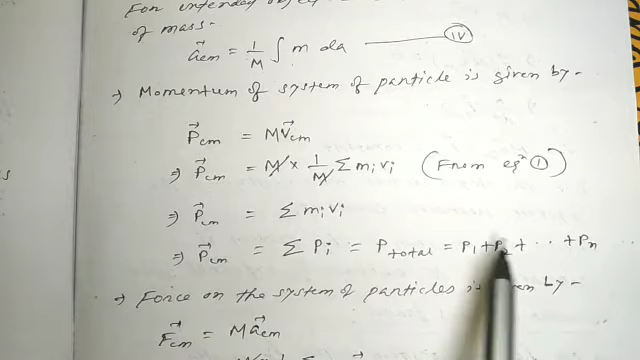 For extended object
of mass.
a⃗cm = 1/M ∫ m da —— (iv)
→ Momentum of system of particle is given by -
P⃗cm = MV⃗cm
⇒ P⃗cm = M × 1/M Σ mivi (From eqⁿ ①)
⇒ P⃗cm = Σ mivi
⇒ P⃗cm = Σ Pi = Ptotal = P1 + P2 + ·· + Pn
→ Force on the system of particles is given by -
F⃗cm = Ma⃗cm